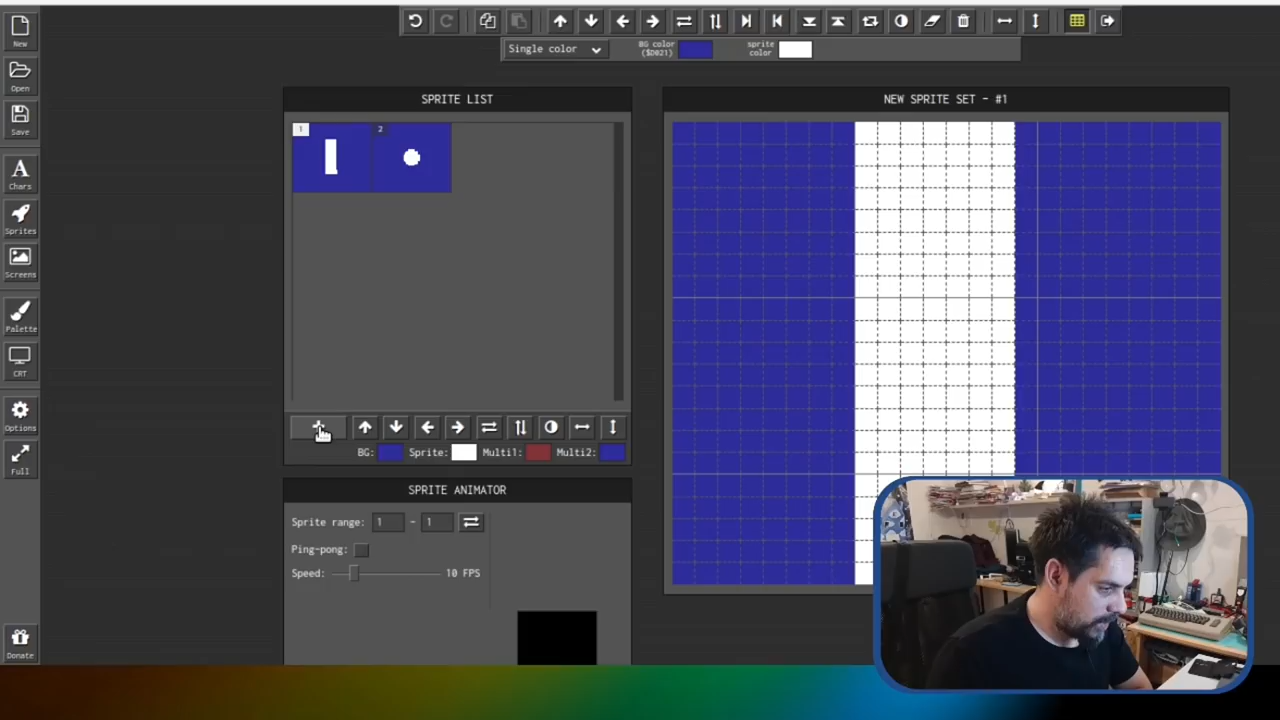 New
Open
Save
Chars
Sprites
Screens
Palette
CRT
Options
Full
Donate
Single color
BG color
($D021)
sprite
color
SPRITE LIST
1
2
BG:
Sprite:
Multi1:
Multi2:
SPRITE ANIMATOR
Sprite range: 1 - 1
Ping-pong:
Speed: 10 FPS
NEW SPRITE SET - #1